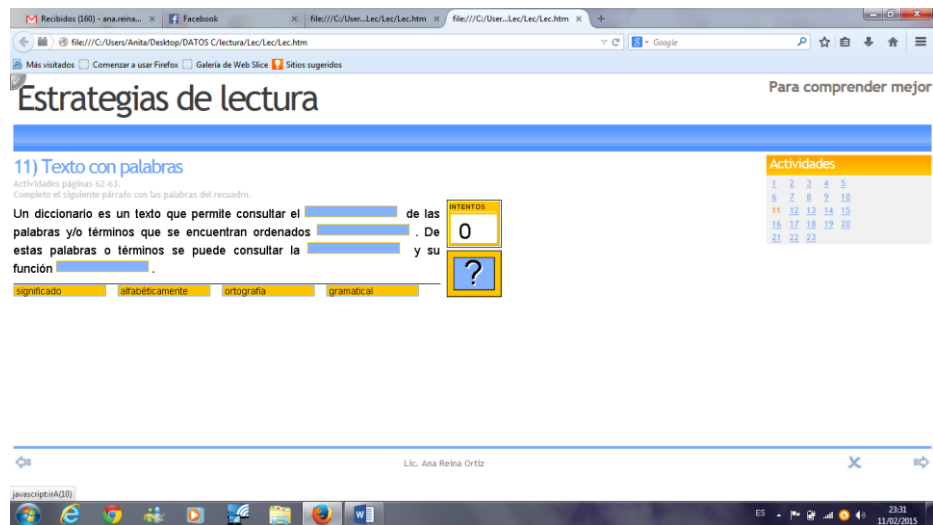 Recibidos (160) - ana.reina...
Facebook
file:///C:/User...Lec/Lec/Lec.htm
file:///C:/User...Lec/Lec/Lec.htm
file:///C:/Users/Anita/Desktop/DATOS C/lectura/Lec/Lec/Lec.htm
Google
Más visitados Comenzar a usar Firefox Galería de Web Slice Sitios sugeridos
Estrategias de lectura
Para comprender mejor
11) Texto con palabras
Actividades páginas 62-63.
Completo el siguiente párrafo con las palabras del recuadro.
Un diccionario es un texto que permite consultar el de las
palabras y/o términos que se encuentran ordenados . De
estas palabras o términos se puede consultar la y su
función .
significado alfabéticamente ortografía gramatical
INTENTOS
0
?
Actividades
1 2 3 4 5
6 7 8 9 10
11 12 13 14 15
16 17 18 19 20
21 22 23
Lic. Ana Reina Ortiz
javascript:irA(10)
ES 23:31
11/02/2015